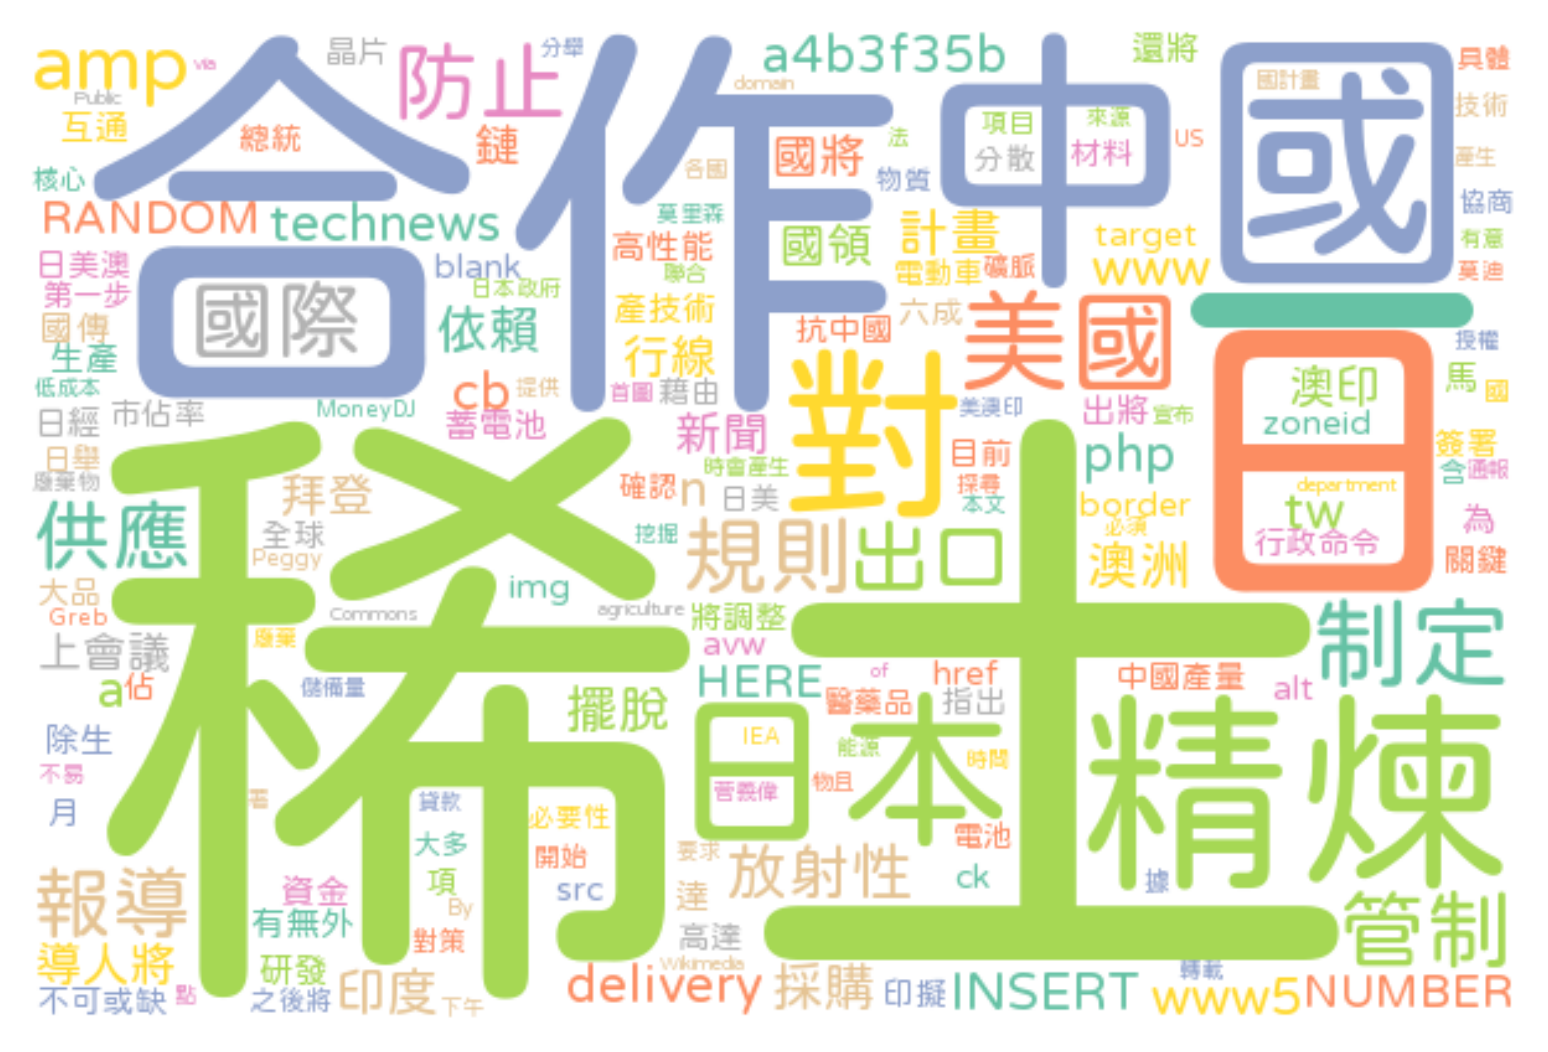 amp
via
Public
互通
核心
晶片
總統
防止
分舉
鏈
合作
中國
a4b3f35b
domain
還將
國計畫
具體
技術
產生
項目
來源
分散
材料
US
國將
各國
法
物質
協商
有意
莫迪
RANDOM
technews
莫里森
高性能
聯合
國領
計畫
電動車
礦脈
target
www
日美澳
第一步
國傳
生產
低成本
國際
blank
日本政府
依賴
產技術
行線
抗中國
六成
美國
一
授權
馬
國
cb
提供
首圖
藉由
日經
市佔率
MoneyDJ
蓄電池
新聞
對
美澳印
出將
宣布
澳印
zoneid
日
簽署
含
通報
日舉
廢棄物
拜登
時會產生
確認
n
日美
目前
探尋
本文
php
border
必須
department
tw
行政命令
為
關鍵
供應
全球
Peggy
挖掘
規則
出口
澳洲
大品
Greb
img
Commons
agriculture
將調整
制定
上會議
廢棄
稀土
avw
HERE
of
href
中國產量
alt
a
佔
儲備量
擺脫
醫藥品
指出
除生
不易
月
IEA
能源
時間
日本
菅義偉
物且
精煉
著
貸款
必要性
大多
開始
電池
項
src
要求
放射性
ck
據
報導
資金
有無外
By
對策
達
高達
管制
導人將
研發
Wikimedia
轉載
不可或缺
點
之後將
印度
下午
delivery
採購
印擬
INSERT
www5
NUMBER